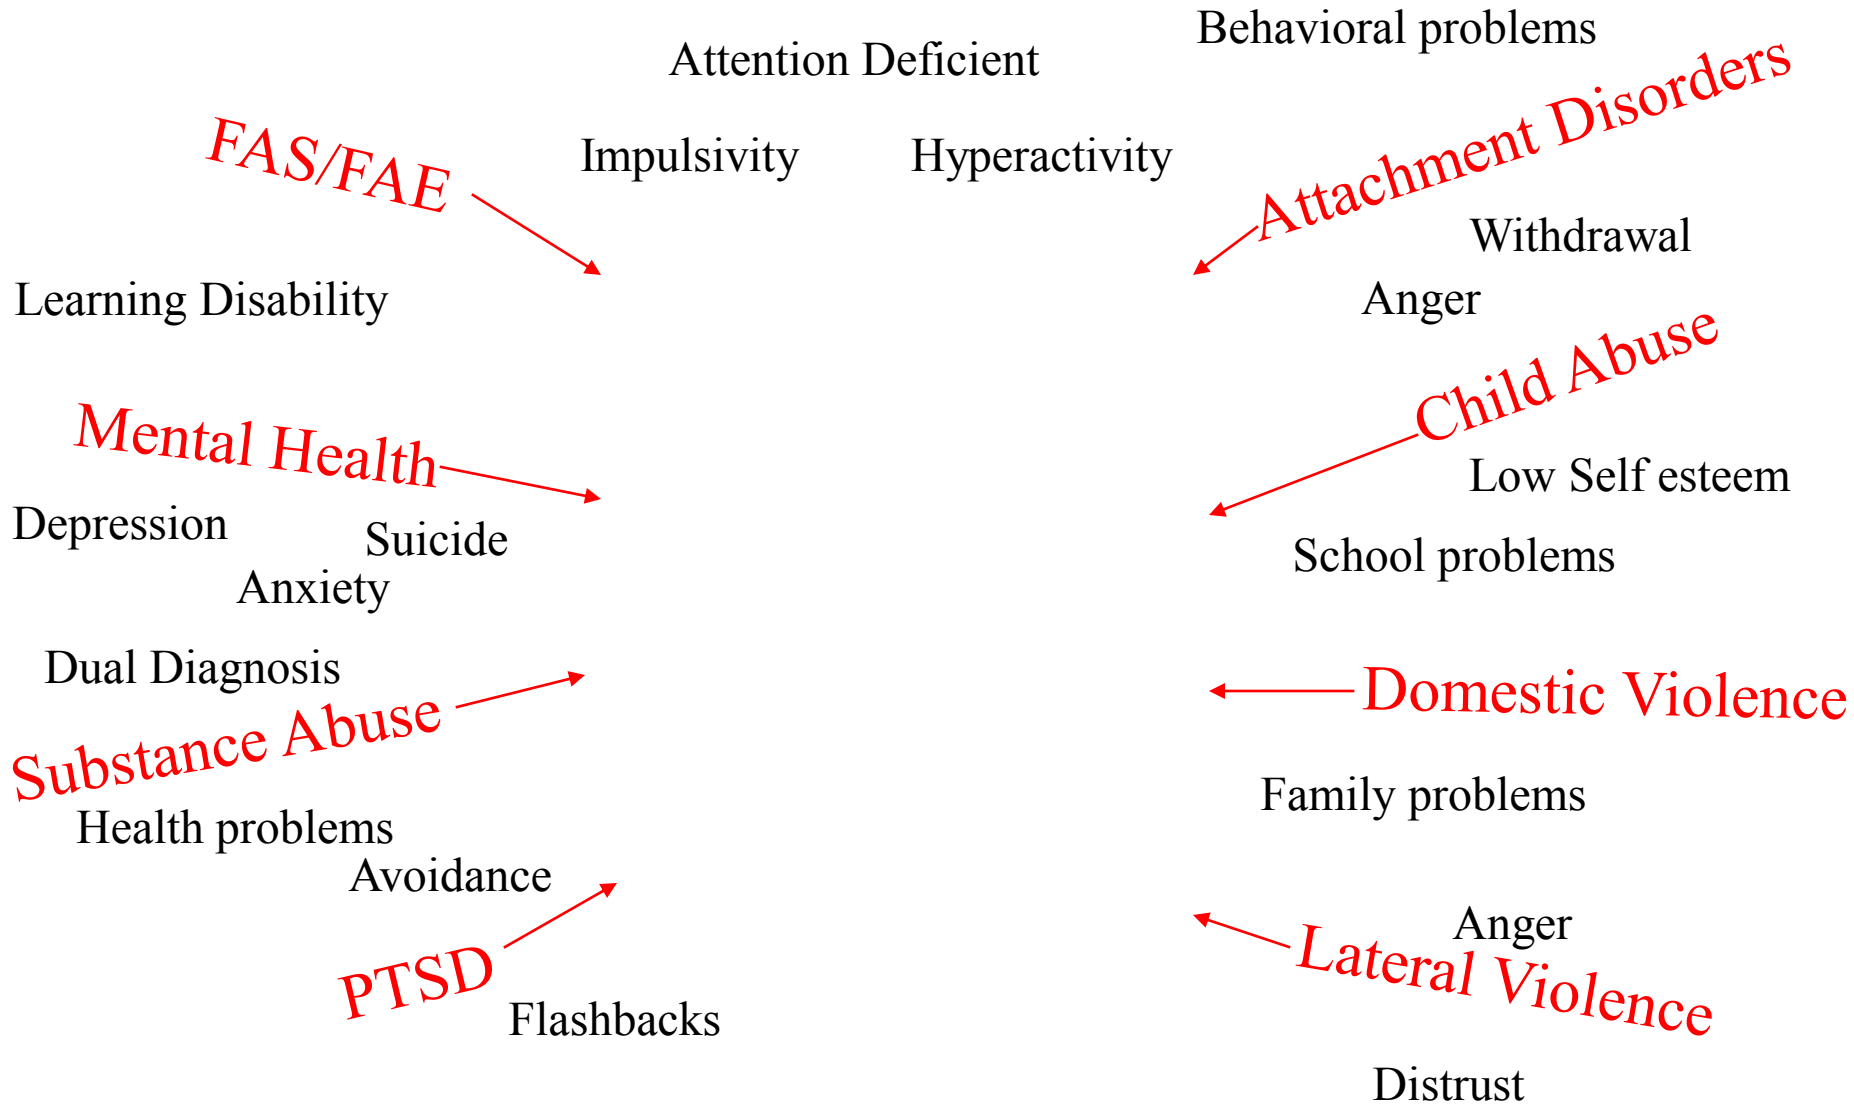 Behavioral problems
Attention Deficient
Attachment Disorders
FAS/FAE
Impulsivity
Hyperactivity
Withdrawal
Learning Disability
Anger
Child Abuse
Mental Health
Low Self esteem
Depression
Suicide
School problems
Anxiety
Dual Diagnosis
Domestic Violence
Substance Abuse
Family problems
Health problems
Avoidance
Anger
PTSD
Lateral Violence
Flashbacks
Distrust